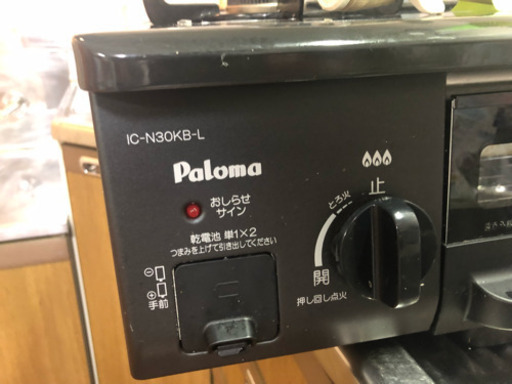 IC-N30KB-L
Paloma
おしらせ
サイン
乾電池 単1×2
つまみを上げて引き出してください
手前
とろ火
止
開
押し回し点火